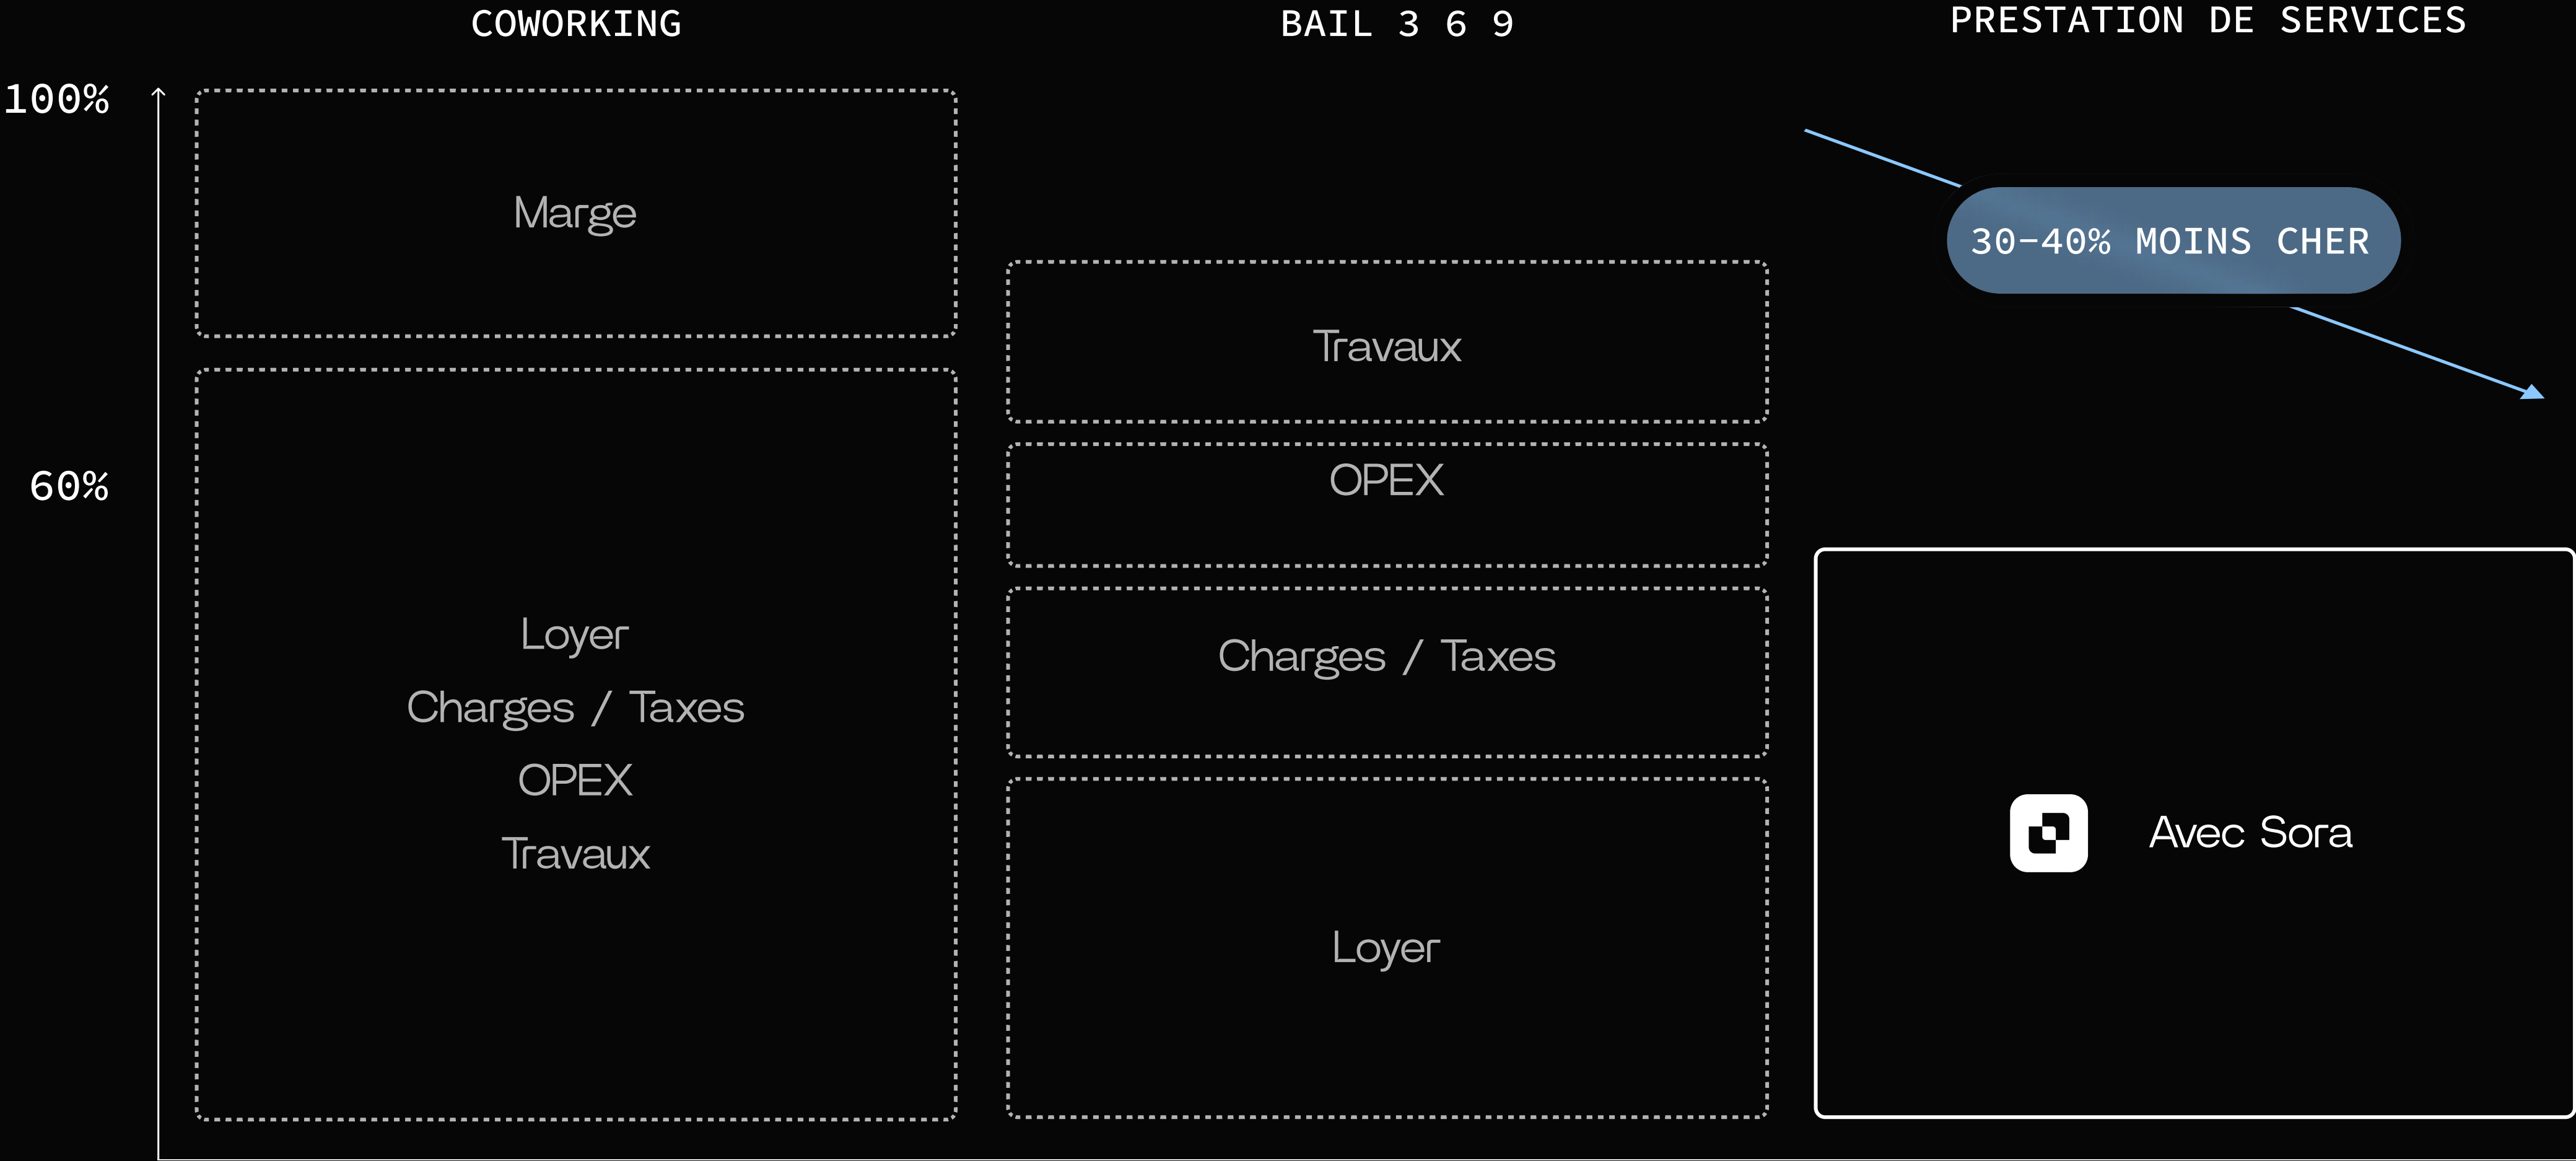 COWORKING
BAIL 3 6 9
PRESTATION DE SERVICES
100%
60%
Marge
Loyer
Charges / Taxes
OPEX
Travaux
Travaux
OPEX
Charges / Taxes
Loyer
30-40% MOINS CHER
Avec Sora